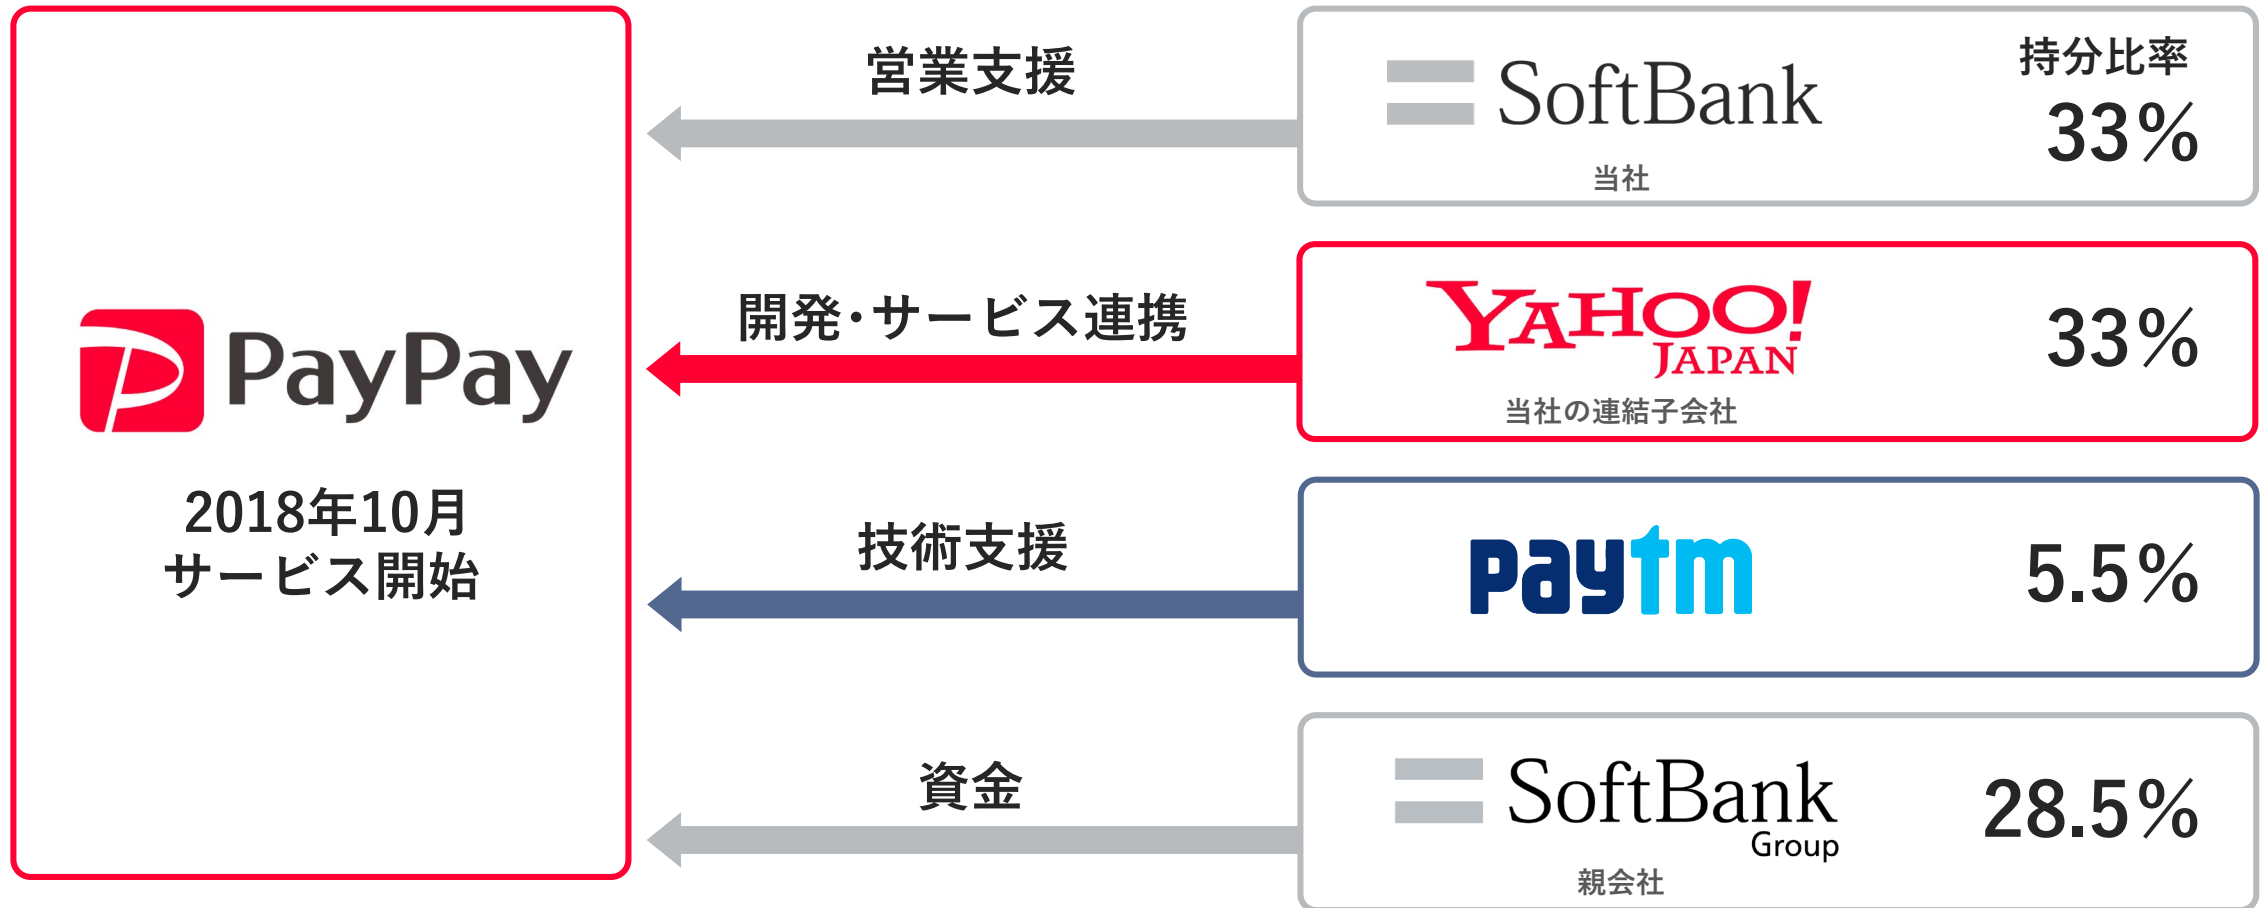 PayPay
2018年10月
サービス開始
営業支援
SoftBank
当社
持分比率
33%
開発・サービス連携
YAHOO!
JAPAN
当社の連結子会社
33%
技術支援
paytm
5.5%
資金
SoftBank
Group
親会社
28.5%